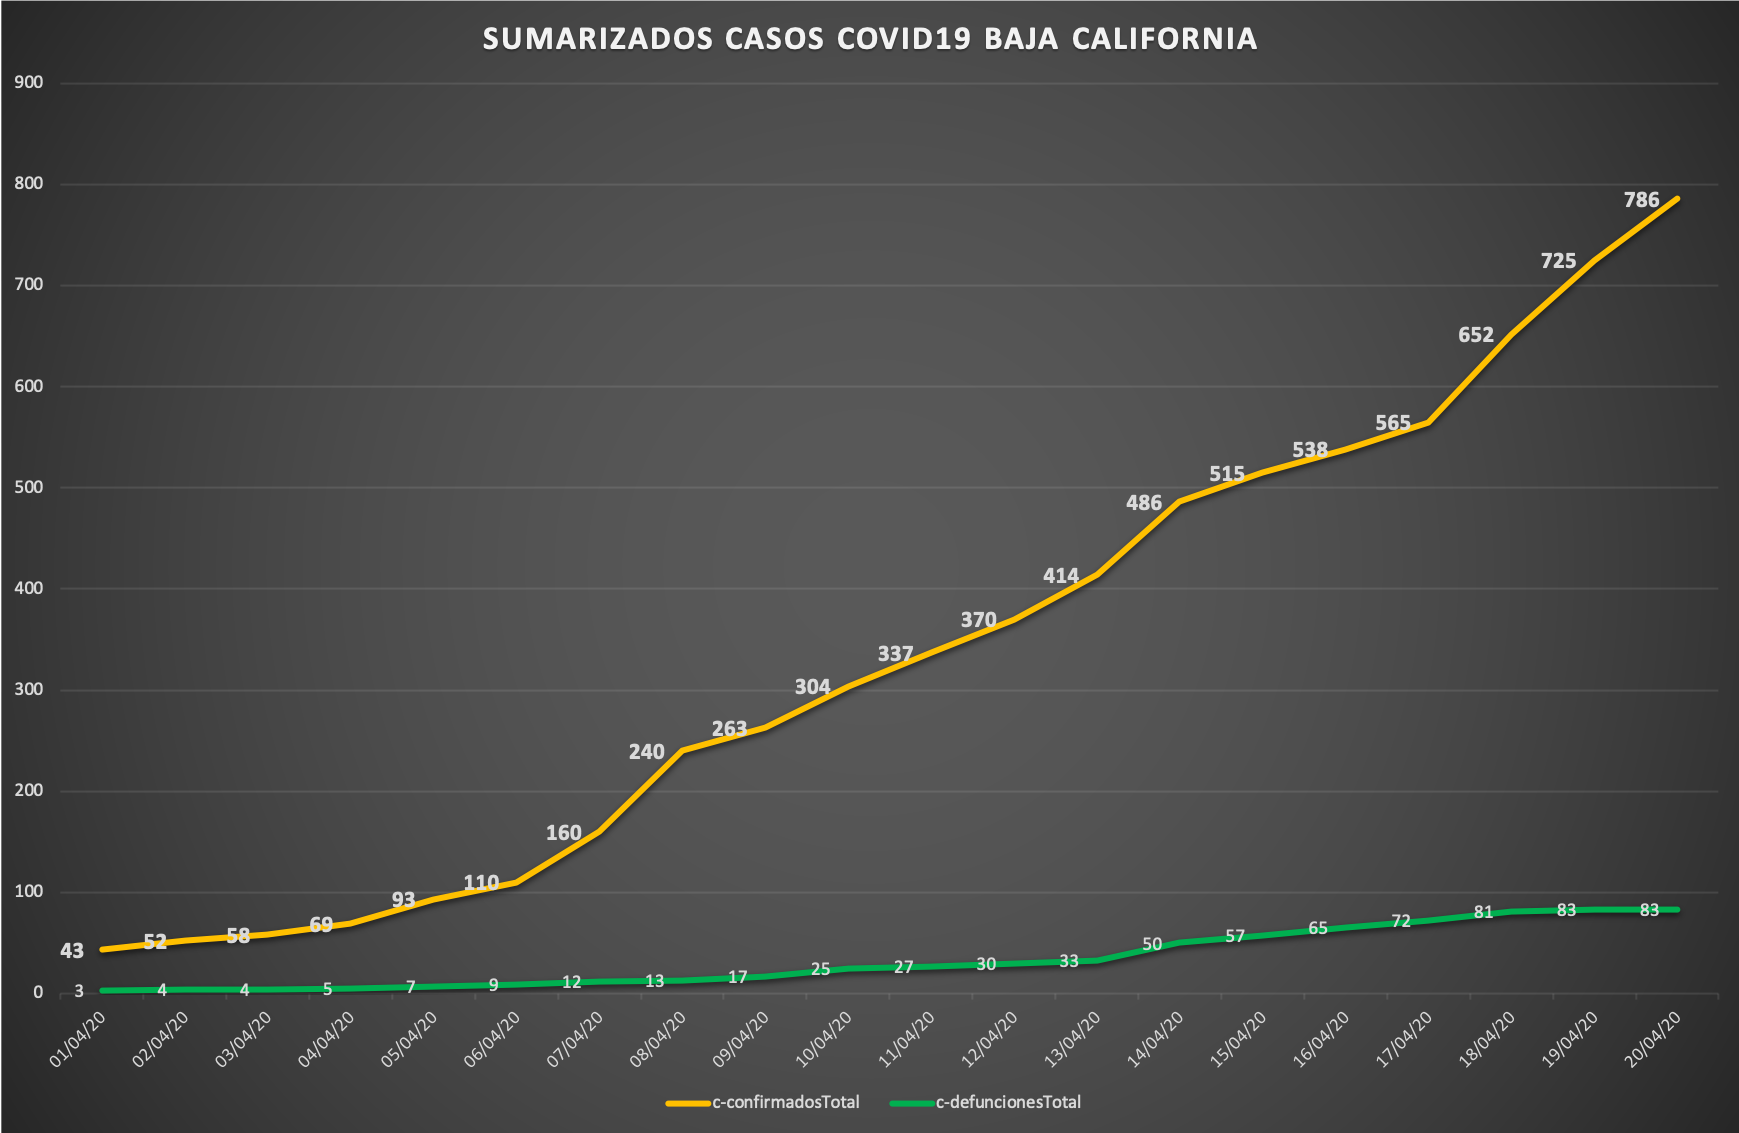 SUMARIZADOS CASOS COVID19 BAJA CALIFORNIA
900
800
700
600
500
400
300
200
100
0
43 52 58 69 93 110 160 240 263 304 337 370 414 486 515 538 565 652 725 786
3 4 4 5 7 9 12 13 17 25 27 30 33 50 57 65 72 81 83 83
01/04/20 02/04/20 03/04/20 04/04/20 05/04/20 06/04/20 07/04/20 08/04/20 09/04/20 10/04/20 11/04/20 12/04/20 13/04/20 14/04/20 15/04/20 16/04/20 17/04/20 18/04/20 19/04/20 20/04/20
c-confirmadosTotal c-defuncionesTotal